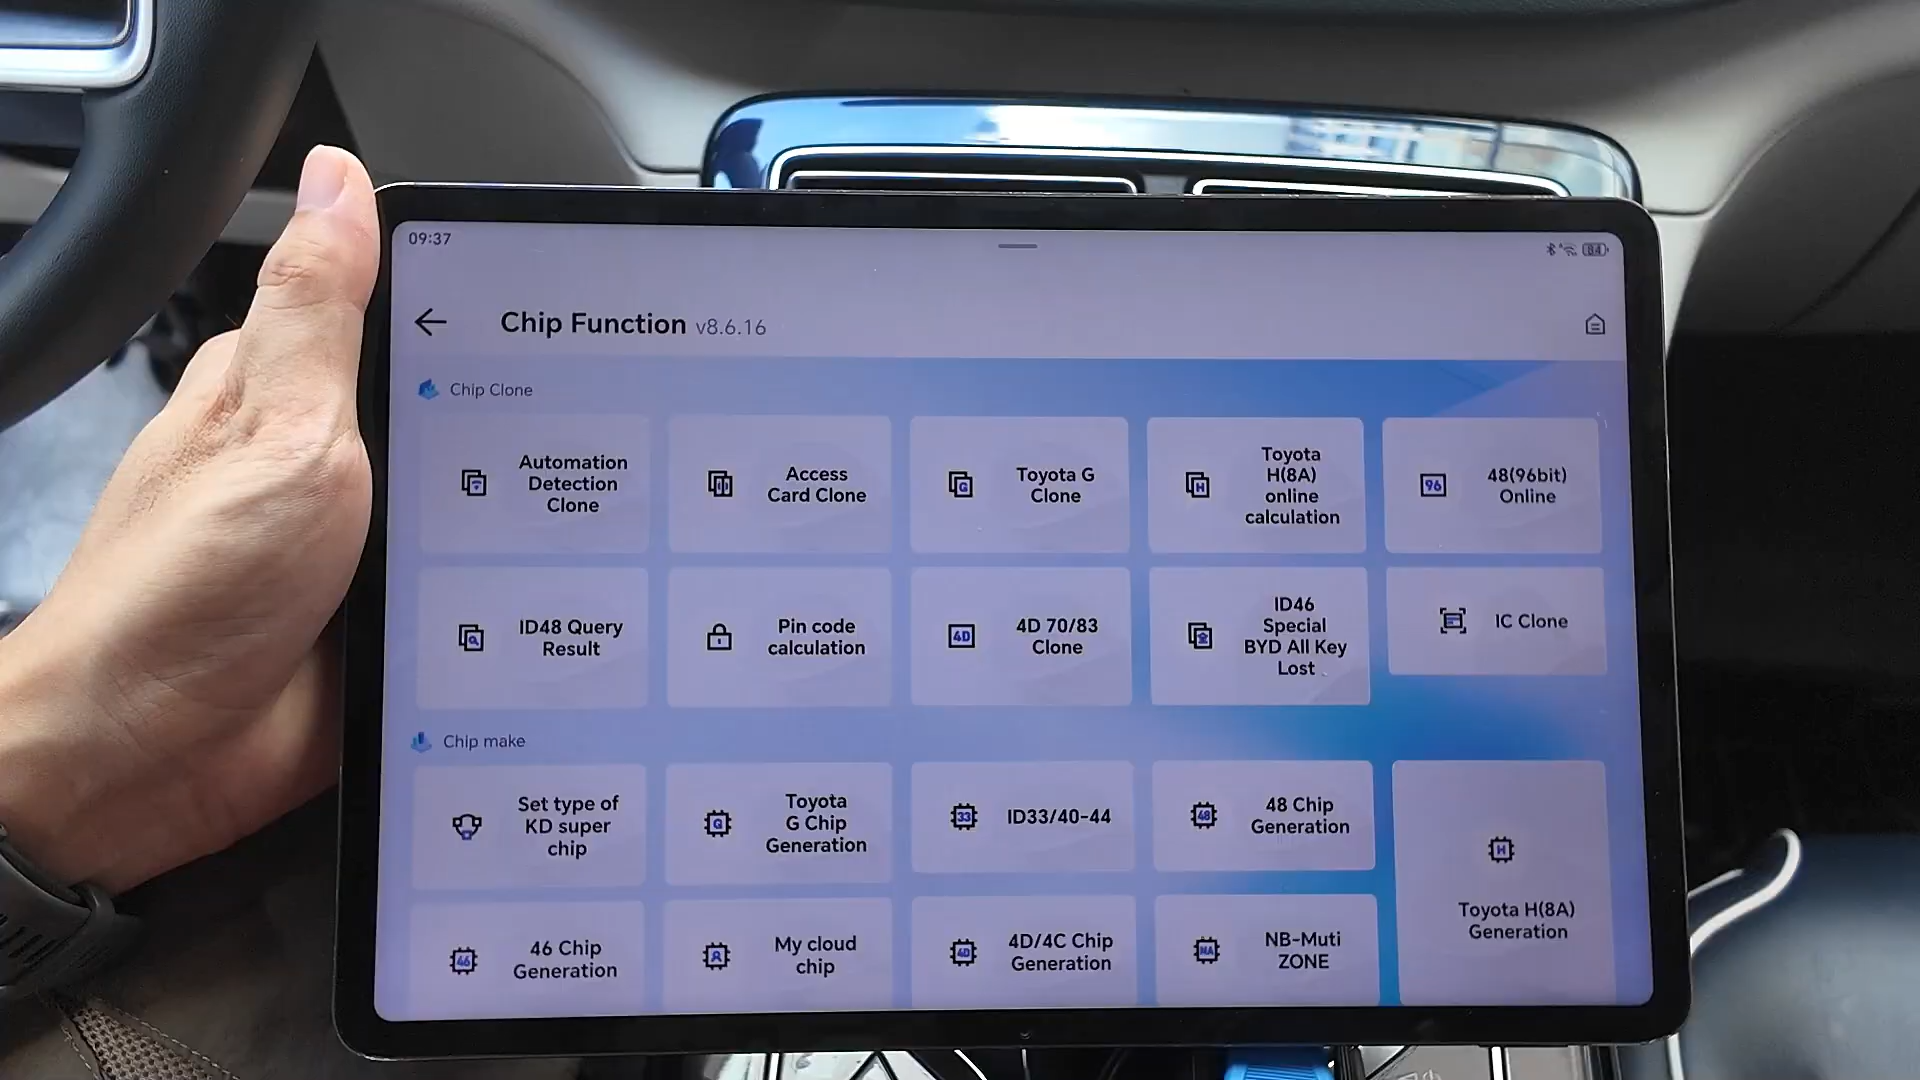 09:37
84
Chip Function v8.6.16
Chip Clone
Automation
Detection
Clone
Access
Card Clone
G
Toyota G
Clone
H
Toyota
H(8A)
online
calculation
96
48(96bit)
Online
ID48 Query
Result
Pin code
calculation
4D
4D 70/83
Clone
ID46
Special
BYD All Key
Lost
IC Clone
Chip make
Set type of
KD super
chip
G
Toyota
G Chip
Generation
33
ID33/40-44
48
48 Chip
Generation
H
Toyota H(8A)
Generation
46
46 Chip
Generation
My cloud
chip
4D
4D/4C Chip
Generation
NA
NB-Muti
ZONE